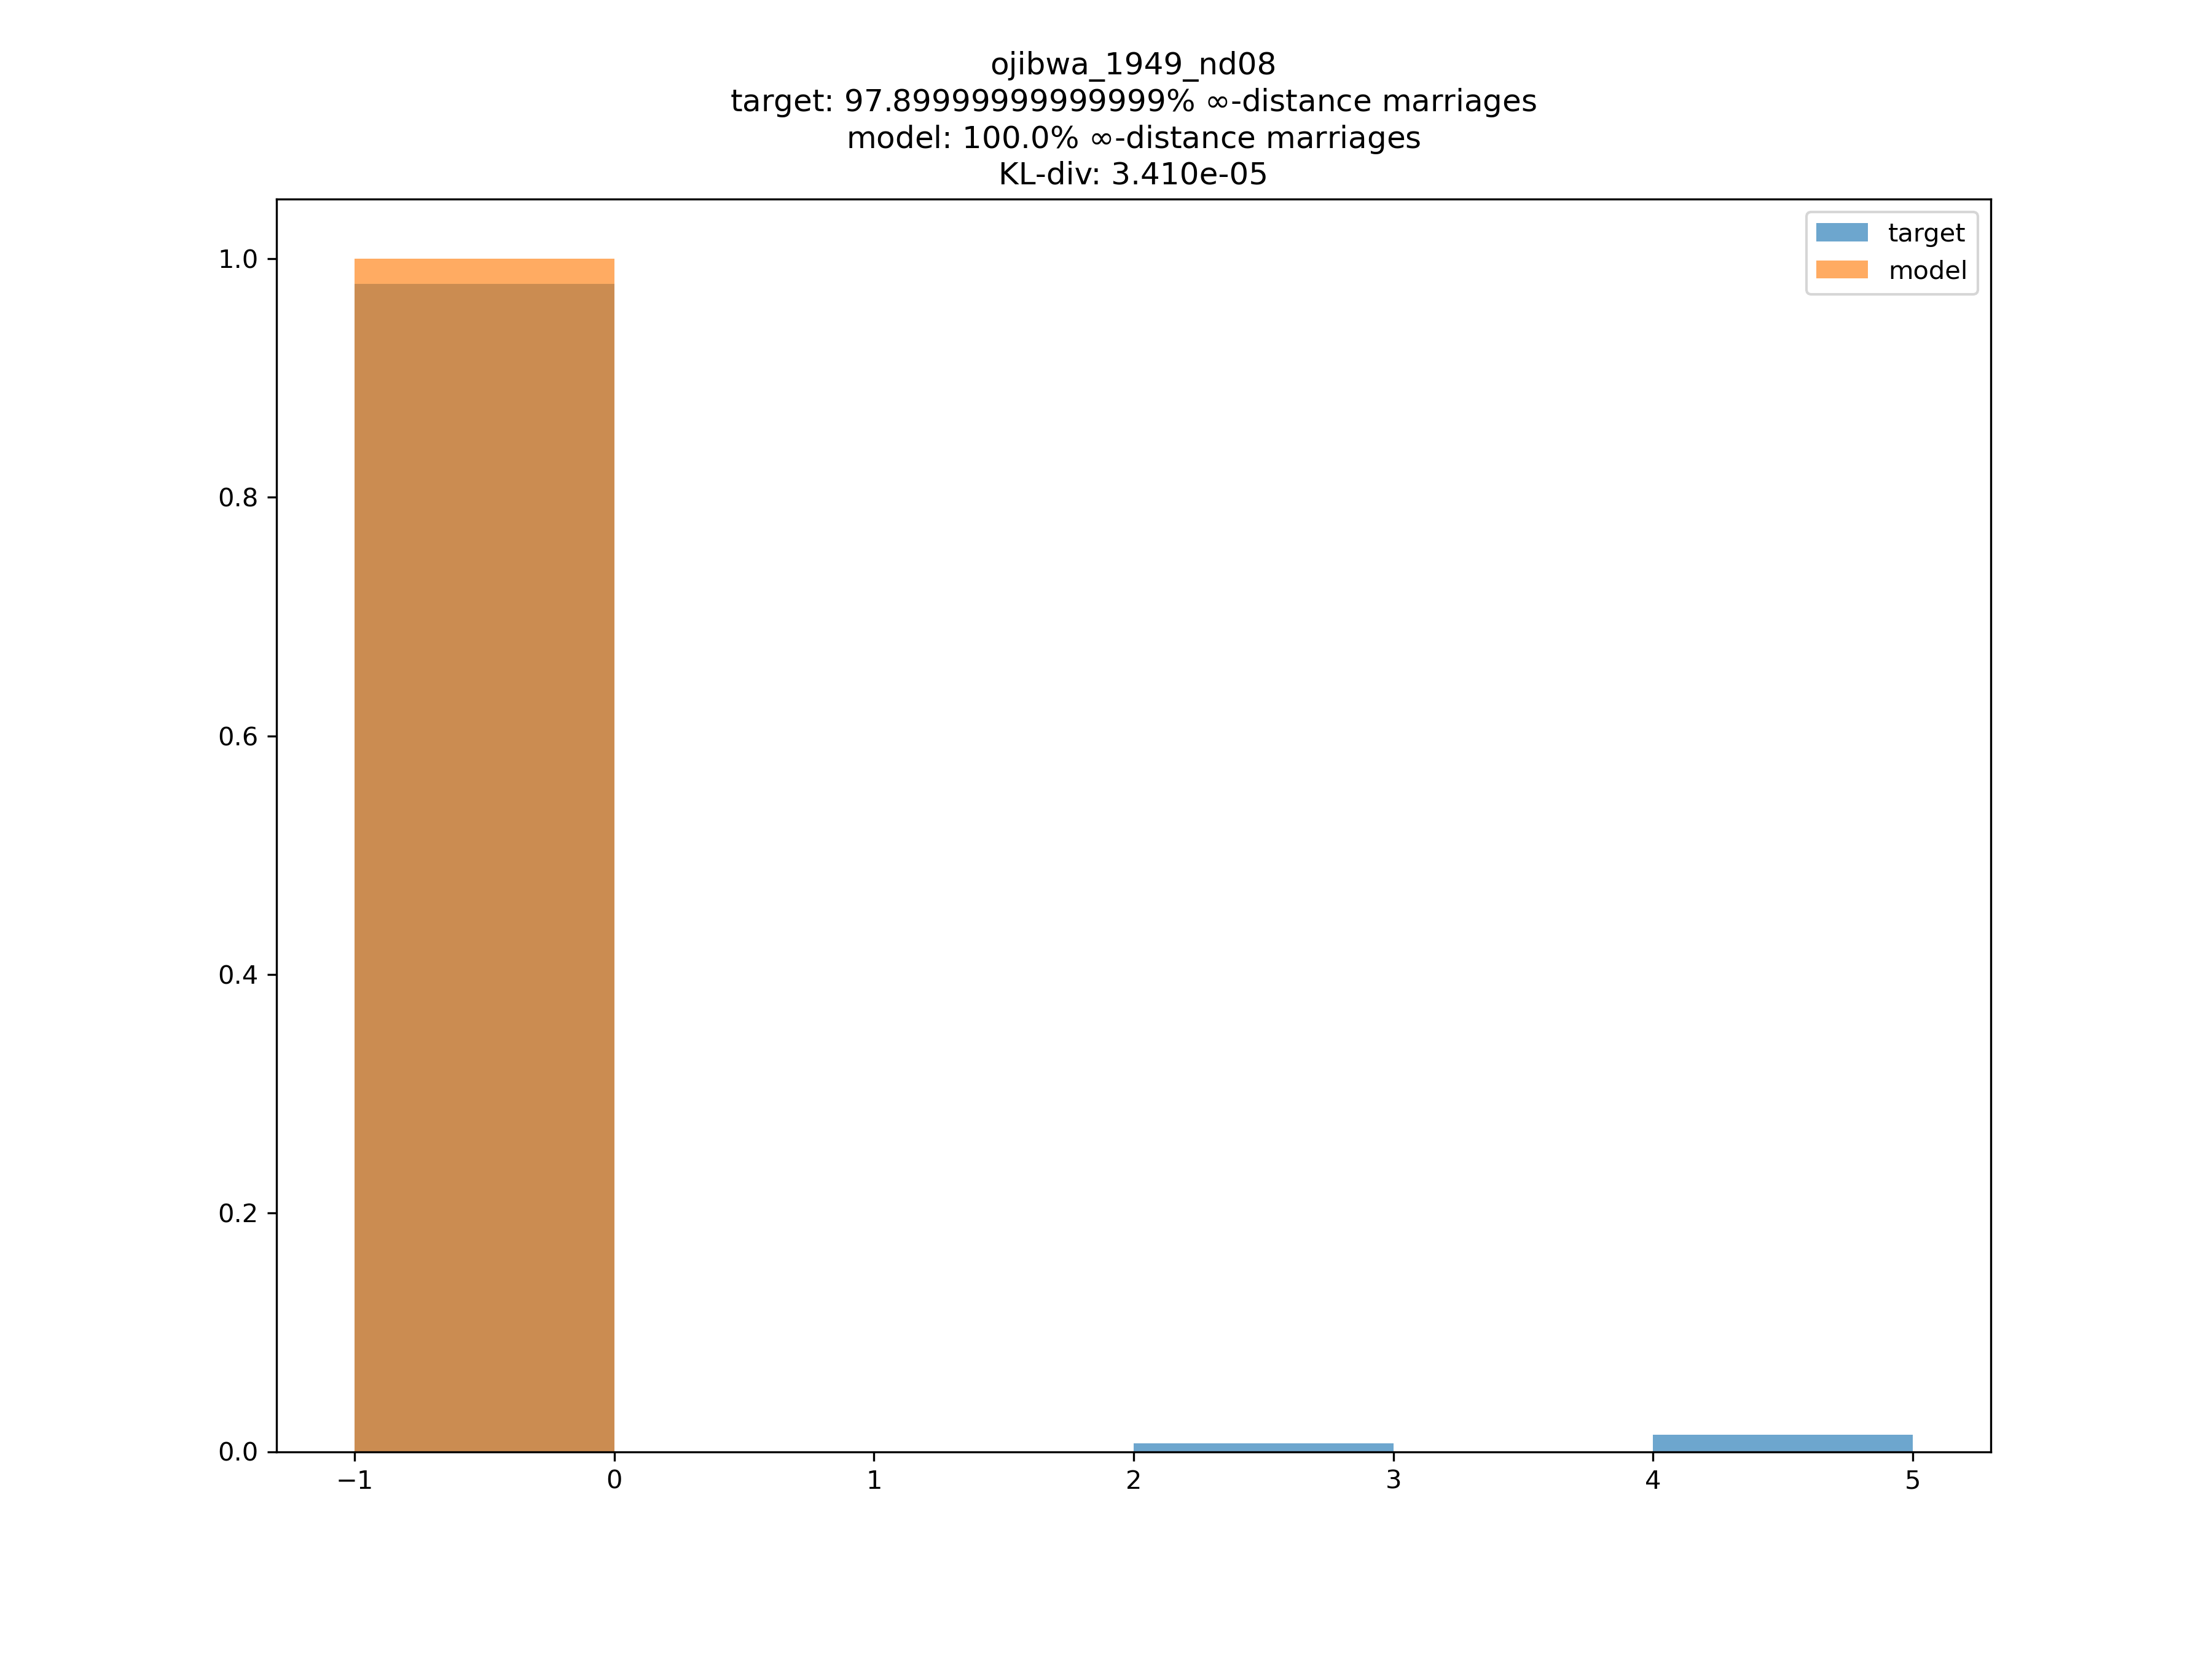 ojibwa_1949_nd08
target: 97.89999999999999% ∞-distance marriages
model: 100.0% ∞-distance marriages
KL-div: 3.410e-05
target
model
1.0
0.8
0.6
0.4
0.2
0.0
−1 0 1 2 3 4 5